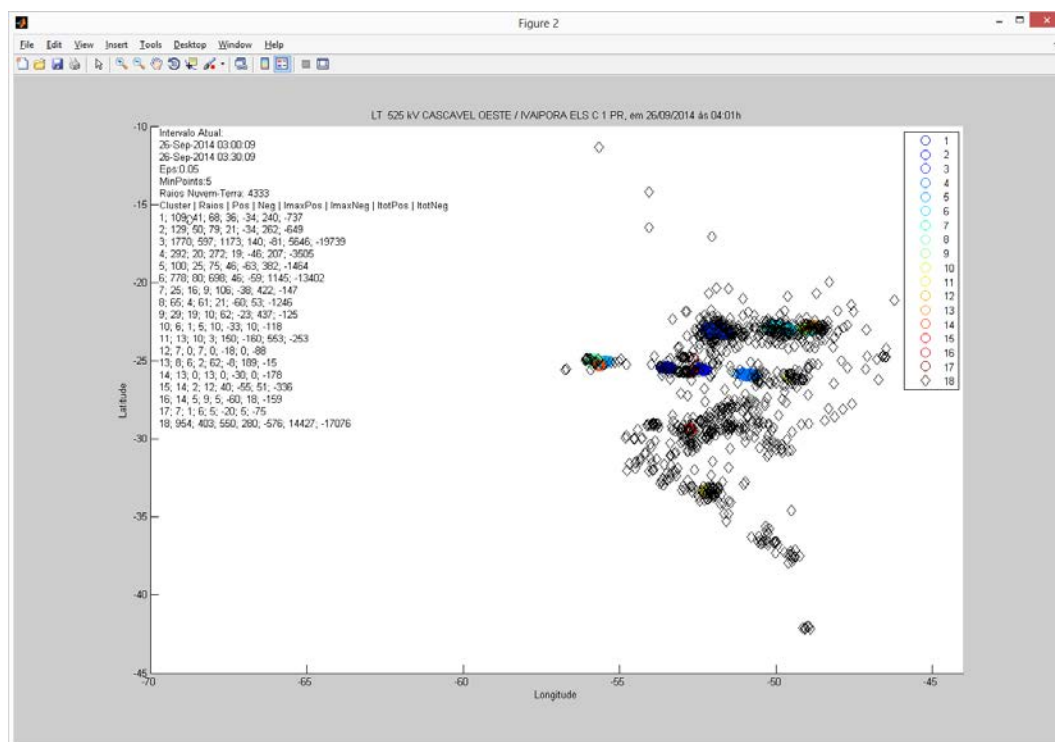 Figure 2
File Edit View Insert Tools Desktop Window Help
LT 525 kV CASCAVEL OESTE / IVAIPORA ELS C 1 PR, em 26/09/2014 às 04:01h
Intervalo Atual:
26-Sep-2014 03:00:09
26-Sep-2014 03:30:09
Eps:0.05
MinPoints:5
Raios Nuvem-Terra: 4333
Cluster | Raios | Pos | Neg | ImaxPos | ImaxNeg | ItotPos | ItotNeg
1; 109; 41; 68; 36; -34; 240; -737
2; 129; 50; 79; 21; -34; 262; -649
3; 1770; 597; 1173; 140; -81; 5646; -19739
4; 292; 20; 272; 19; -46; 207; -3505
5; 100; 25; 75; 46; -63; 382; -1464
6; 778; 80; 698; 46; -59; 1145; -13402
7; 25; 16; 9; 106; -38; 422; -147
8; 65; 4; 61; 21; -60; 53; -1246
9; 29; 19; 10; 62; -23; 437; -125
10; 6; 1; 5; 10; -33; 10; -118
11; 13; 10; 3; 150; -160; 553; -253
12; 7; 0; 7; 0; -18; 0; -88
13; 8; 6; 2; 62; -8; 189; -15
14; 13; 0; 13; 0; -30; 0; -178
15; 14; 2; 12; 40; -55; 51; -336
16; 14; 5; 9; 5; -60; 18; -159
17; 7; 1; 6; 5; -20; 5; -75
18; 954; 403; 550; 280; -576; 14427; -17076
1
2
3
4
5
6
7
8
9
10
11
12
13
14
15
16
17
18
-10
-15
-20
-25
-30
-35
-40
-45
Latitude
-70
-65
-60
-55
-50
-45
Longitude